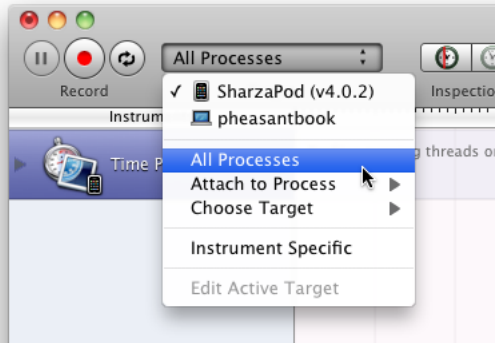 All Processes
Record
Inspectio
✓ SharzaPod (v4.0.2)
pheasantbook
Instrum
All Processes
Time P
g threads o
Attach to Process
Choose Target
Instrument Specific
Edit Active Target